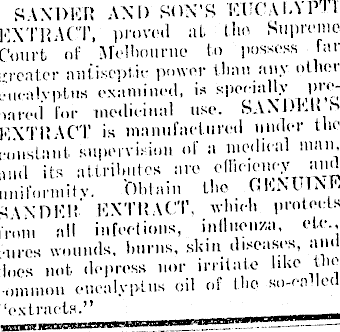 SANDER AND SON'S EUCALYPTI
EXTRACT, proved at the Supreme
Court of Melbourne to possess far
greater antiseptic power than any other
eucalyptus examined, is specially pre-
pared for medicinal use. SANDER'S
EXTRACT is manufactured under the
constant supervision of a medical man,
and its attributes are efficiency and
uniformity. Obtain the GENUINE
SANDER EXTRACT, which protects
from all infections, influenza, etc.,
cures wounds, burns, skin diseases, and
does not depress nor irritate like the
common eucalyptus oil of the so-called
"extracts."